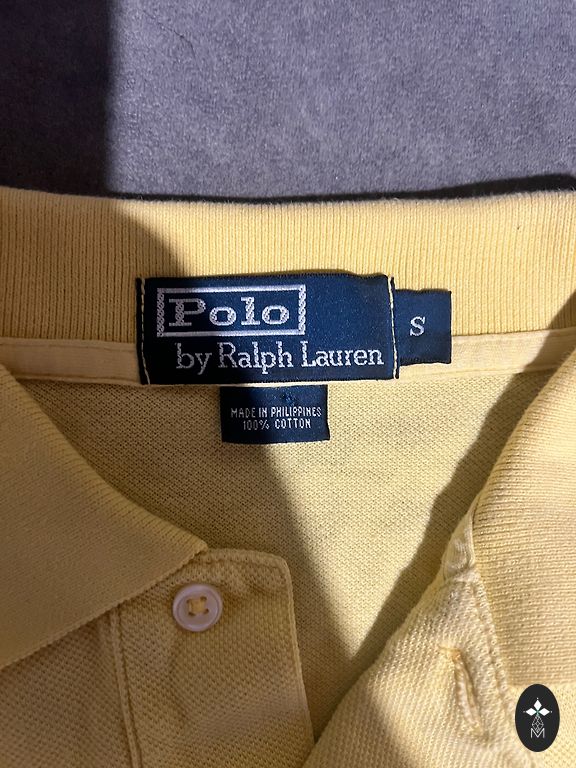 Polo
by Ralph Lauren
S
MADE IN PHILIPPINES
100% COTTON
M